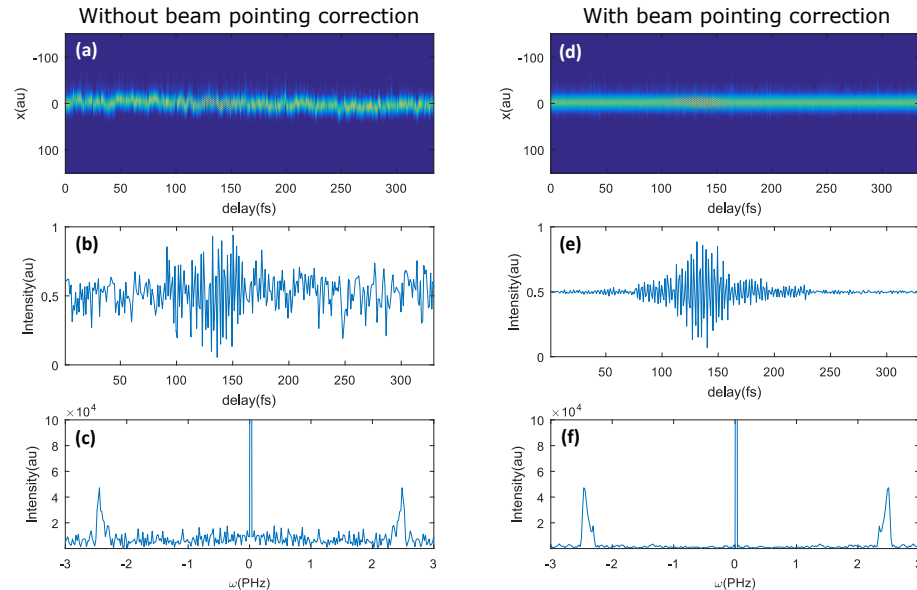 Without beam pointing correction
With beam pointing correction
(a)
-100
0
100
x(au)
0 50 100 150 200 250 300
delay(fs)
(d)
-100
0
100
x(au)
0 50 100 150 200 250 300
delay(fs)
(b)
1
0.5
0
Intensity(au)
50 100 150 200 250 300
delay(fs)
(e)
1
0.5
0
Intensity(au)
50 100 150 200 250 300
delay(fs)
×10⁴
(c)
10
8
6
4
2
Intensity(au)
-3 -2 -1 0 1 2 3
ω(PHz)
×10⁴
(f)
10
8
6
4
2
Intensity(au)
-3 -2 -1 0 1 2 3
ω(PHz)